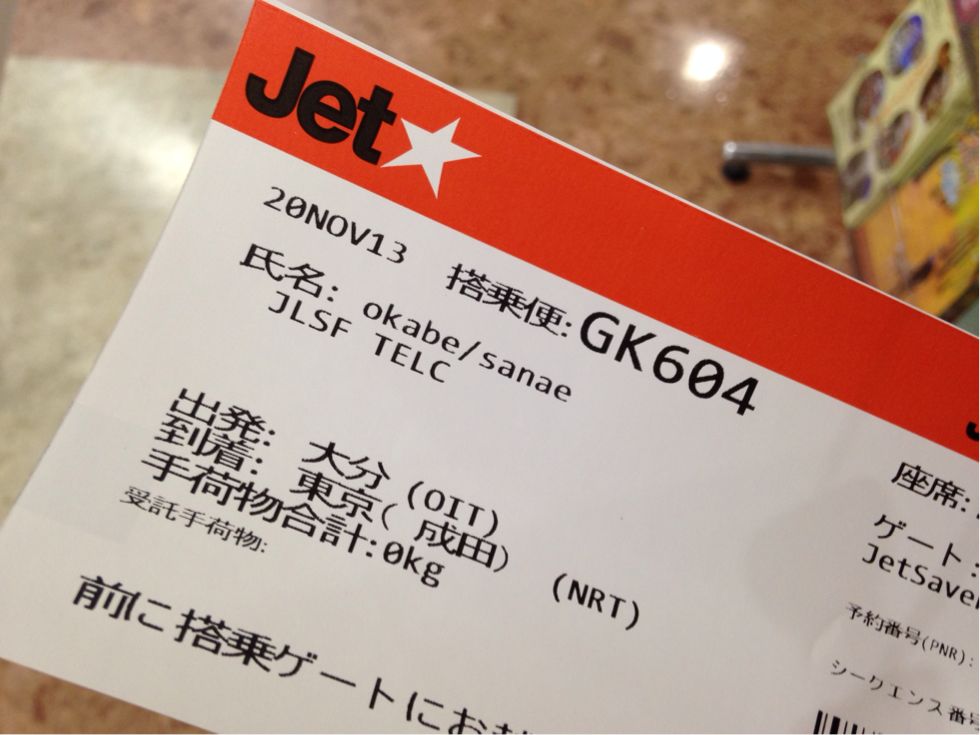 Jet
20NOV13 搭乗便: GK604
氏名: okabe/sanae
JLSF TELC
出発: 大分 (OIT)
到着: 東京( 成田) (NRT)
手荷物合計:0kg
受託手荷物:
前に搭乗ゲートにお
座席:
ゲート:
JetSaver
予約番号(PNR):
シークエンス番号